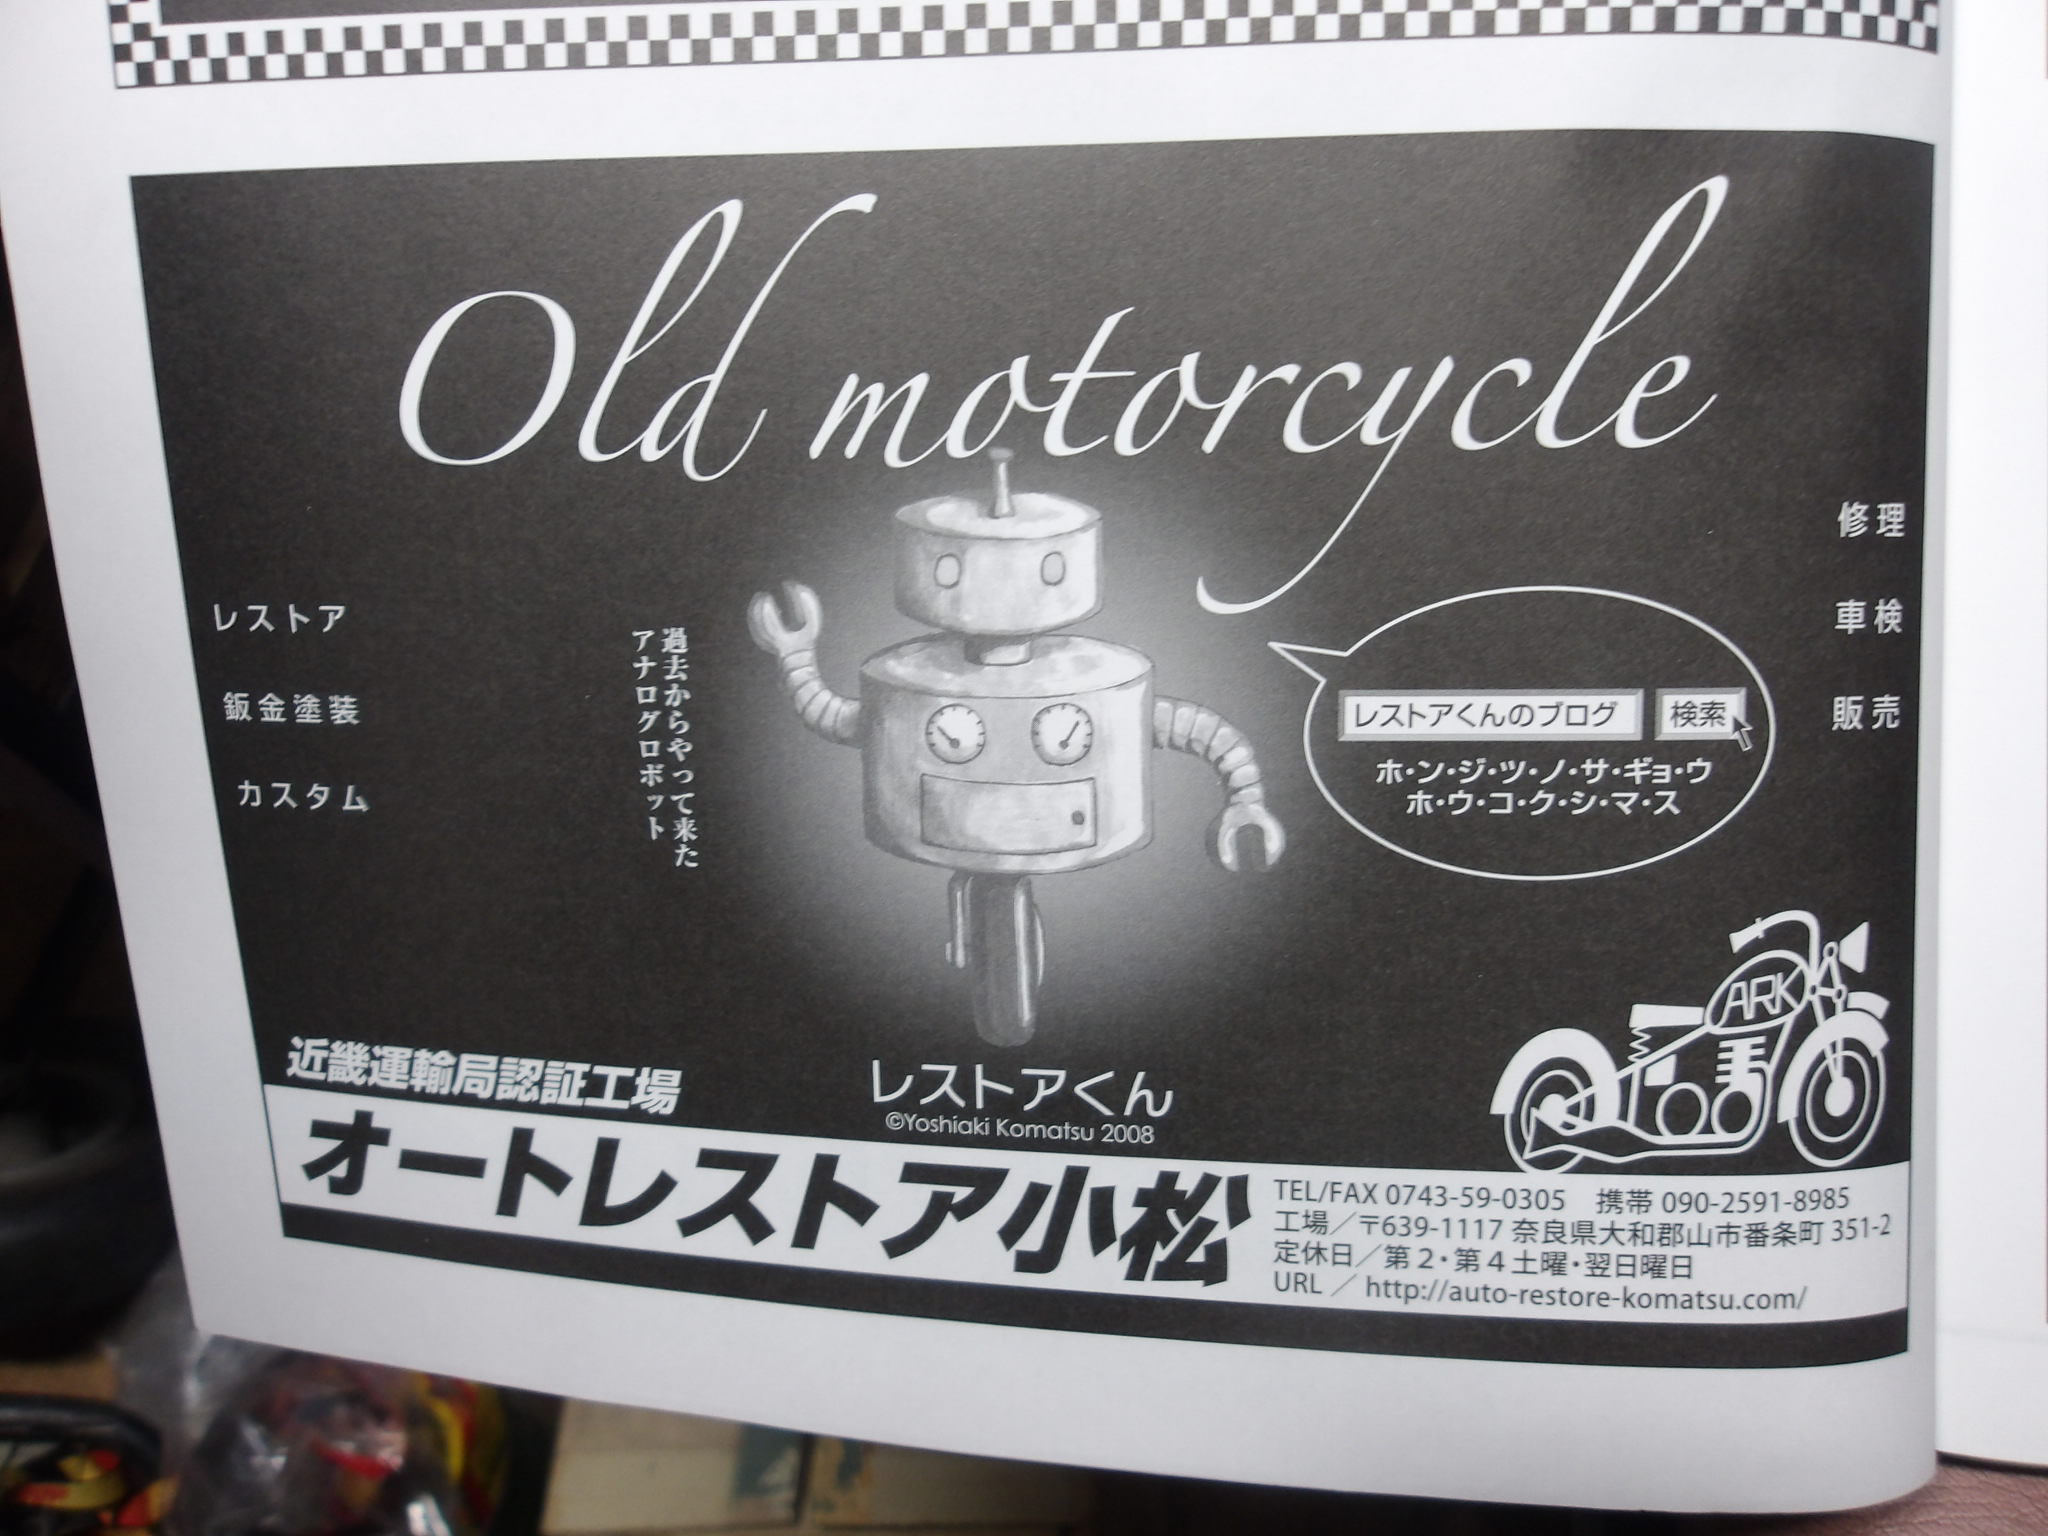 Old motorcycle
レストア
鈑金塗装
カスタム
過去からやって来た
アナログロボット
修理
車検
販売
レストアくんのブログ 検索
ホ・ン・ジ・ツ・ノ・サ・ギョ・ウ
ホ・ウ・コ・ク・シ・マ・ス
ARK
レストアくん
©Yoshiaki Komatsu 2008
近畿運輸局認証工場
オートレストア小松
TEL/FAX 0743-59-0305 携帯 090-2591-8985
工場／〒639-1117 奈良県大和郡山市番条町 351-2
定休日／第2・第4土曜・翌日曜日
URL ／ http://auto-restore-komatsu.com/